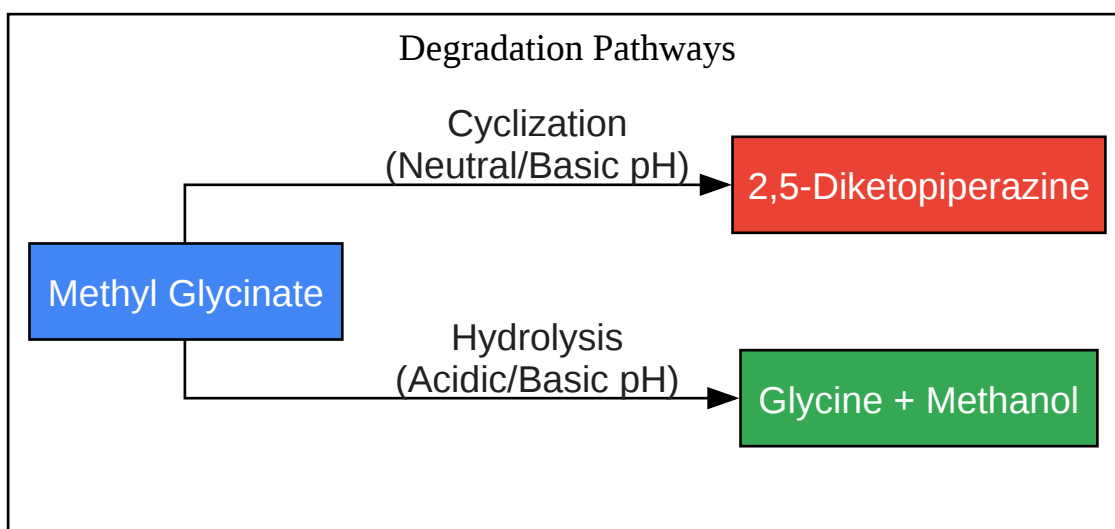 Degradation Pathways
Cyclization
(Neutral/Basic pH)
2,5-Diketopiperazine
Methyl Glycinate
Hydrolysis
(Acidic/Basic pH)
Glycine + Methanol